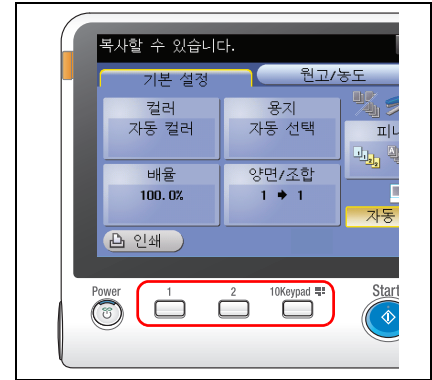 복사할 수 있습니다.
기본 설정
원고/농도
컬러
자동 컬러
용지
자동 선택
배율
100.0%
양면/조합
1 → 1
자동
인쇄
Power
1
2
10Keypad
Start